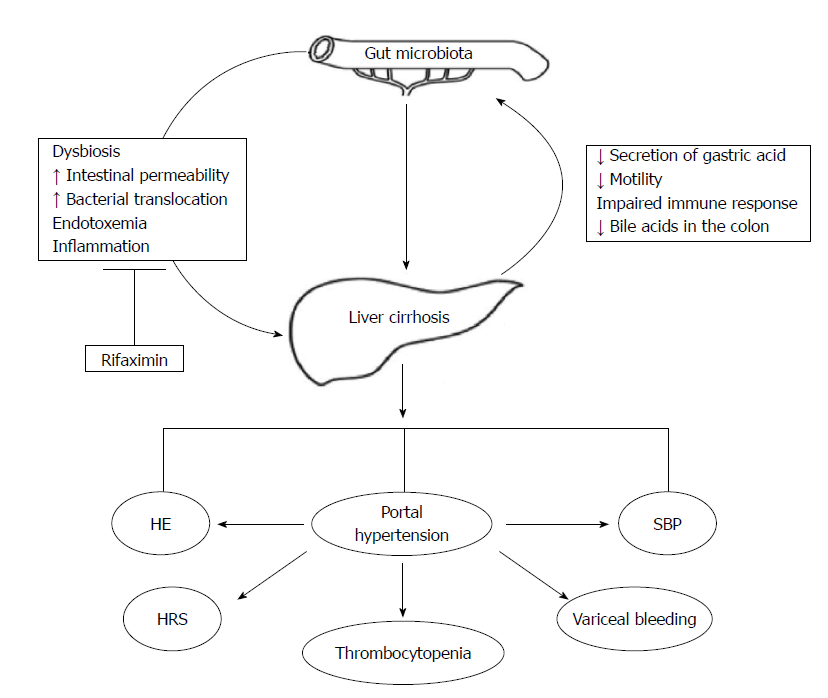 Gut microbiota
Dysbiosis
↑ Intestinal permeability
↑ Bacterial translocation
Endotoxemia
Inflammation
↓ Secretion of gastric acid
↓ Motility
Impaired immune response
↓ Bile acids in the colon
Liver cirrhosis
Rifaximin
HE
Portal
hypertension
SBP
HRS
Thrombocytopenia
Variceal bleeding